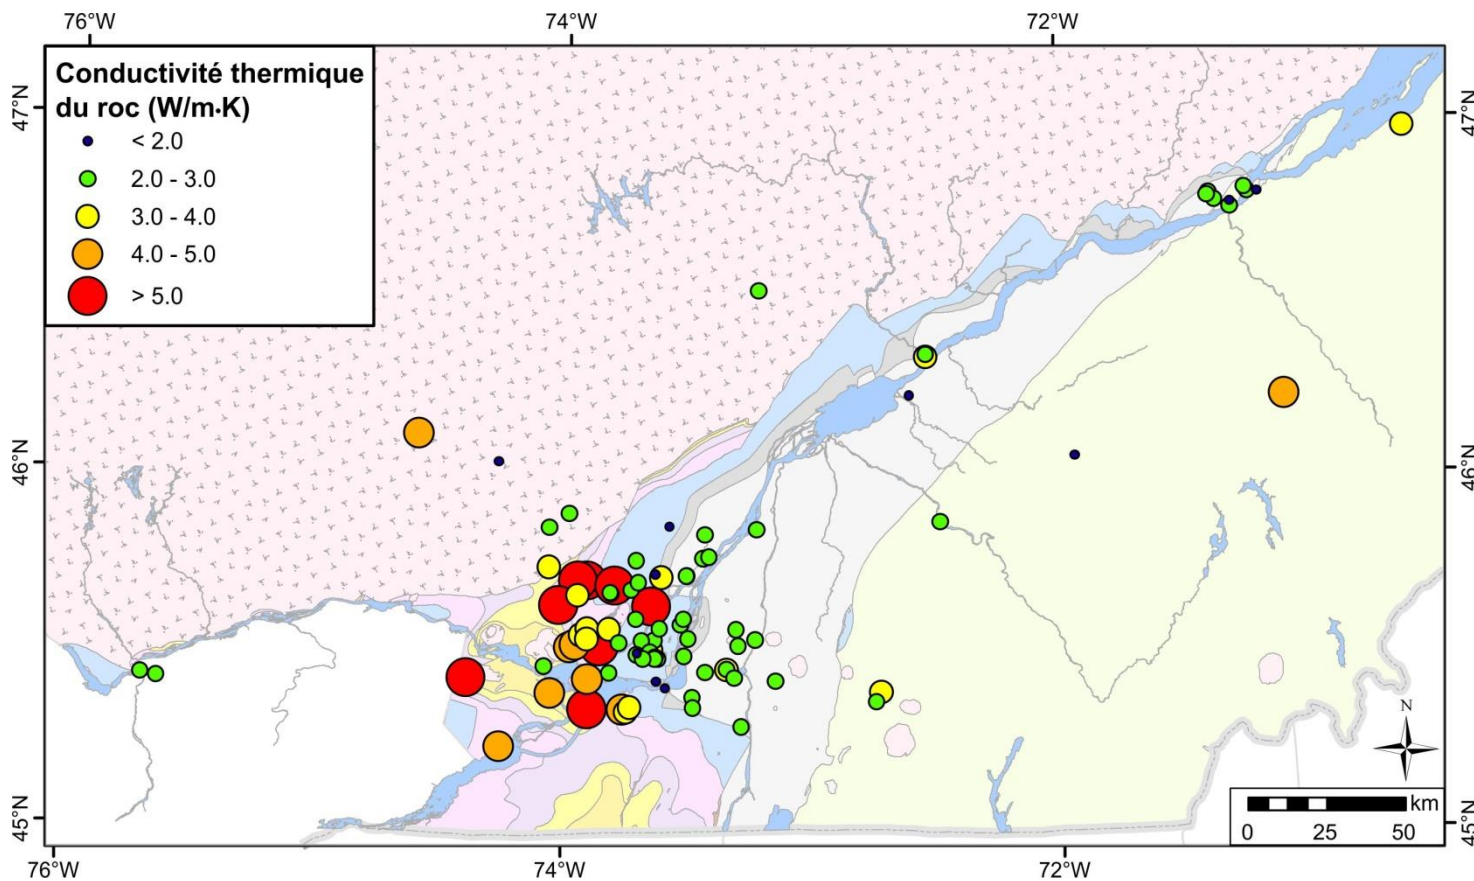 76°W 74°W 72°W
Conductivité thermique
du roc (W/m·K)
< 2.0
2.0 - 3.0
3.0 - 4.0
4.0 - 5.0
> 5.0
47°N 47°N
46°N 46°N
45°N 45°N
N
km
0 25 50
76°W 74°W 72°W